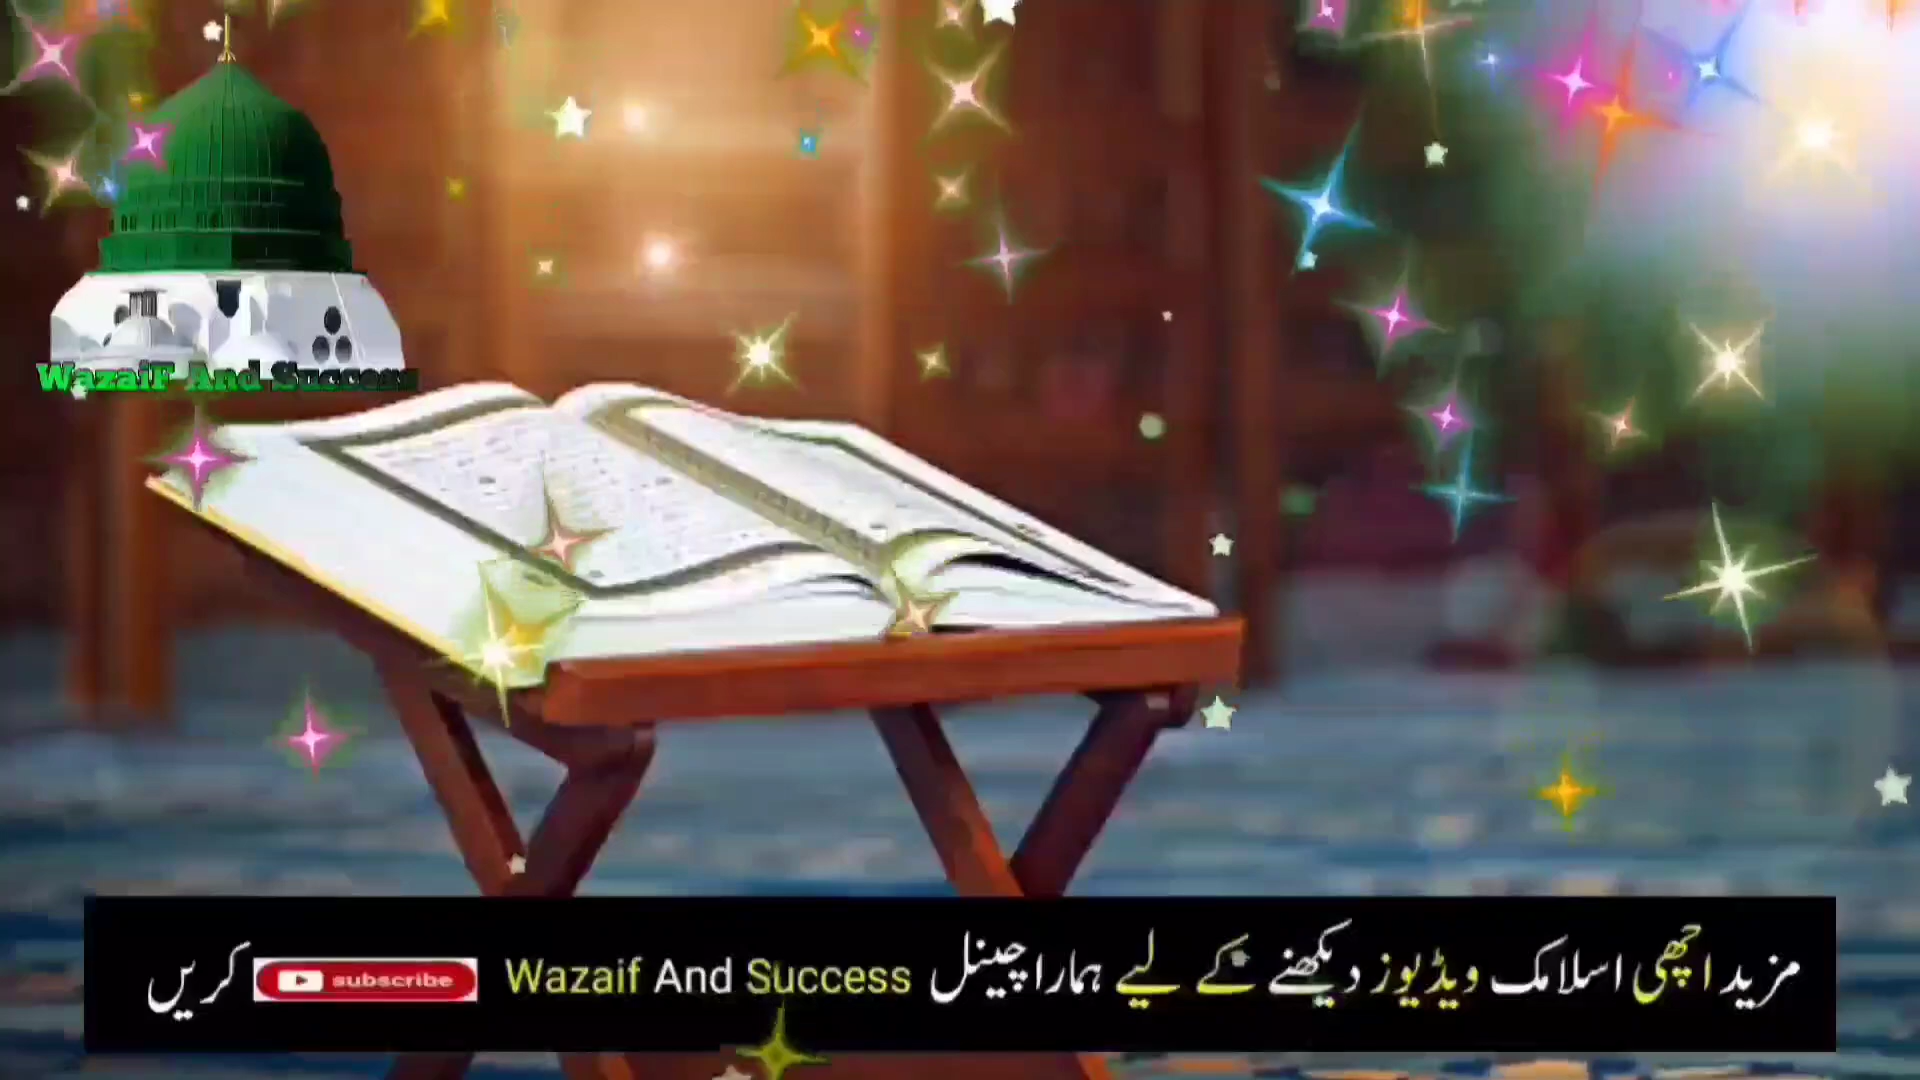 WazaiF And Success
مزید اچھی اسلامک ویڈیوز دیکھنے کے لیے ہمارا چینل Wazaif And Success subscribe کریں